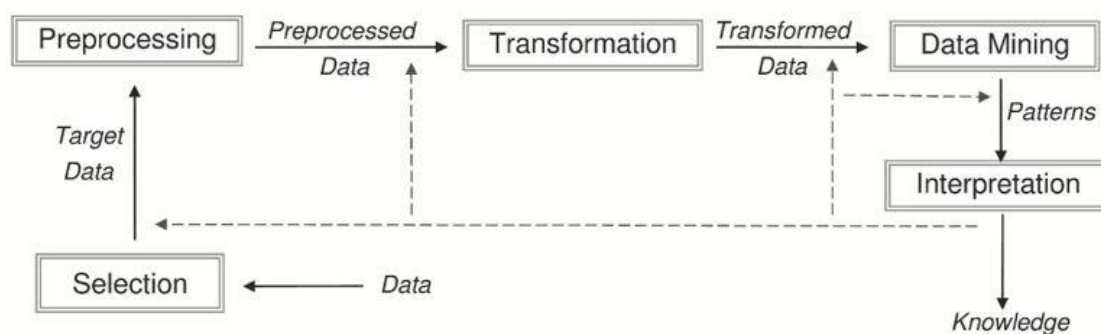 Preprocessing
Preprocessed
Data
Transformation
Transformed
Data
Data Mining
Target
Data
Patterns
Interpretation
Selection
Data
Knowledge